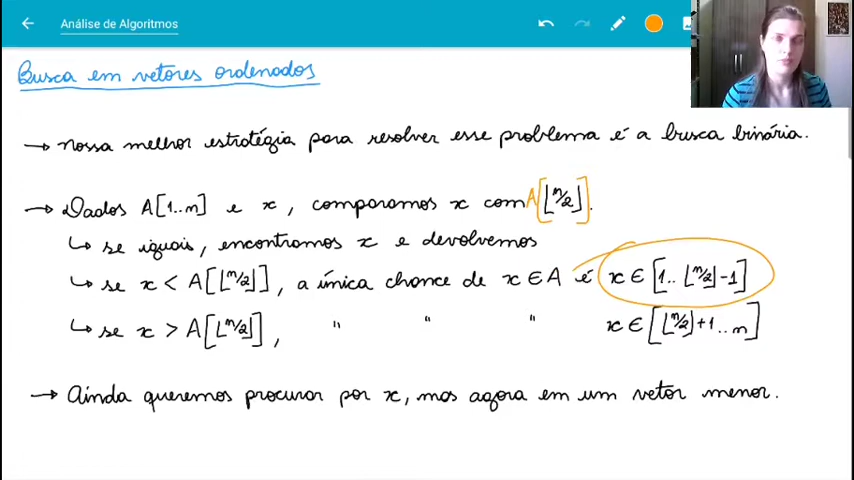 Análise de Algoritmos
Busca em vetores ordenados
→ Nossa melhor estratégia para resolver esse problema é a busca binária.
→ Dados A[1..n] e x, comparamos x com A[⌊n/2⌋].
↳ se iguais, encontramos x e devolvemos
↳ se x < A[⌊n/2⌋], a única chance de x ∈ A é x ∈ [1.. ⌊n/2⌋-1]
↳ se x > A[⌊n/2⌋], " " " x ∈ [⌊n/2⌋+1..n]
→ Ainda queremos procurar por x, mas agora em um vetor menor.